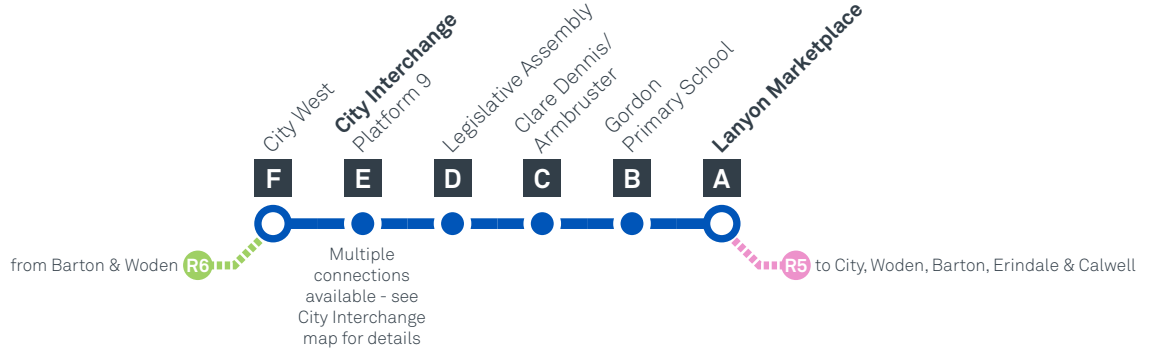 City West
City Interchange
Platform 9
Legislative Assembly
Clare Dennis/
Armbruster
Gordon
Primary School
Lanyon Marketplace
F
E
D
C
B
A
from Barton & Woden
R6
Multiple
connections
available - see
City Interchange
map for details
R5
to City, Woden, Barton, Erindale & Calwell